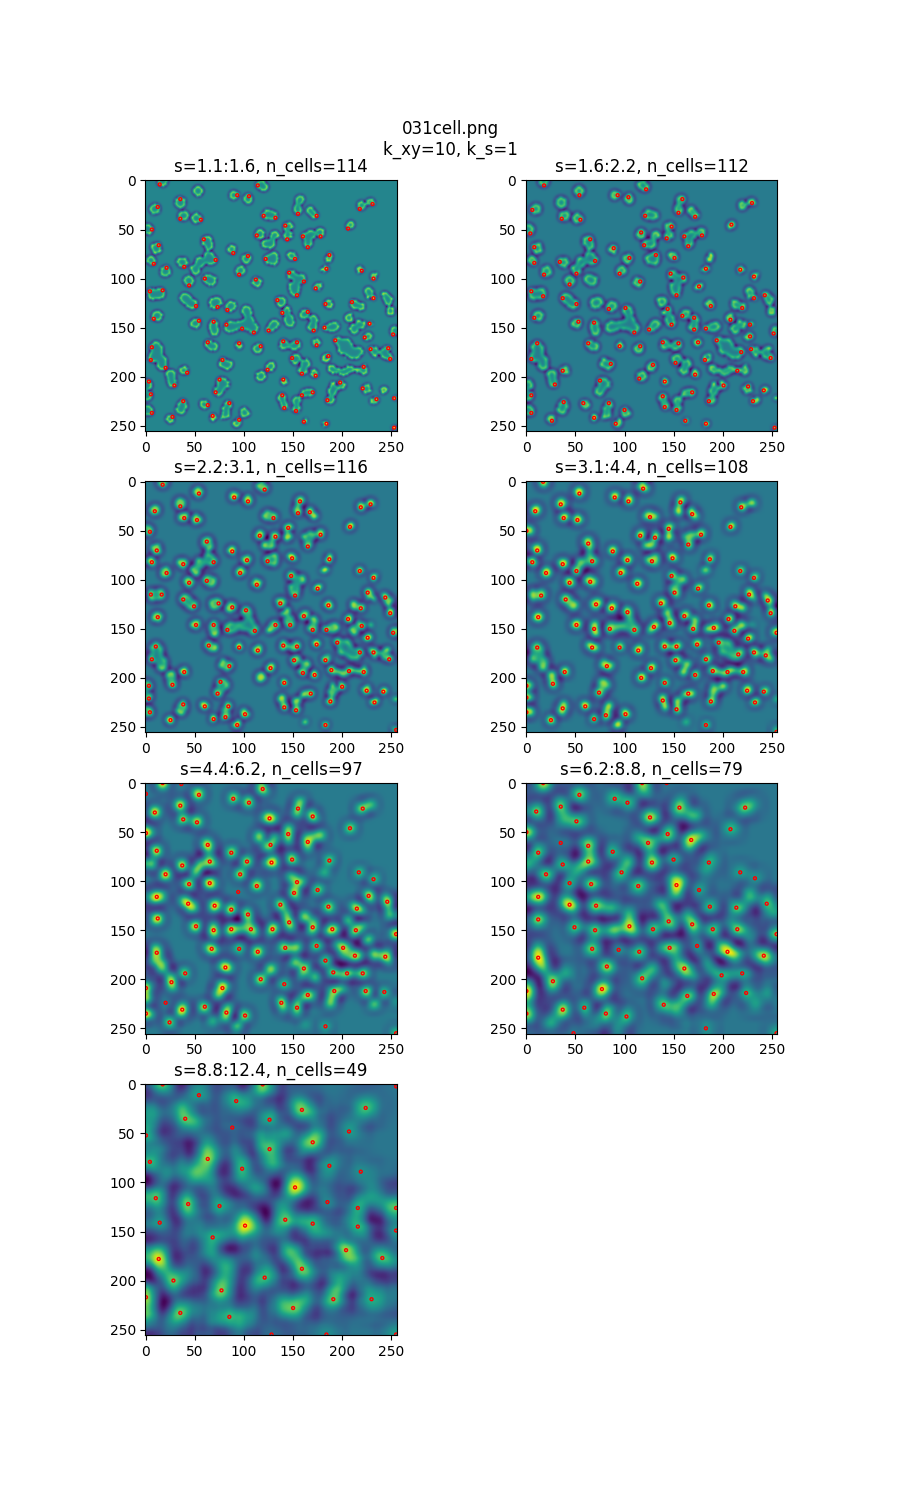 031cell.png
k_xy=10, k_s=1
s=1.1:1.6, n_cells=114
s=1.6:2.2, n_cells=112
0
50
100
150
200
250
0 50 100 150 200 250
0
50
100
150
200
250
0 50 100 150 200 250
s=2.2:3.1, n_cells=116
s=3.1:4.4, n_cells=108
0
50
100
150
200
250
0 50 100 150 200 250
0
50
100
150
200
250
0 50 100 150 200 250
s=4.4:6.2, n_cells=97
s=6.2:8.8, n_cells=79
0
50
100
150
200
250
0 50 100 150 200 250
0
50
100
150
200
250
0 50 100 150 200 250
s=8.8:12.4, n_cells=49
0
50
100
150
200
250
0 50 100 150 200 250